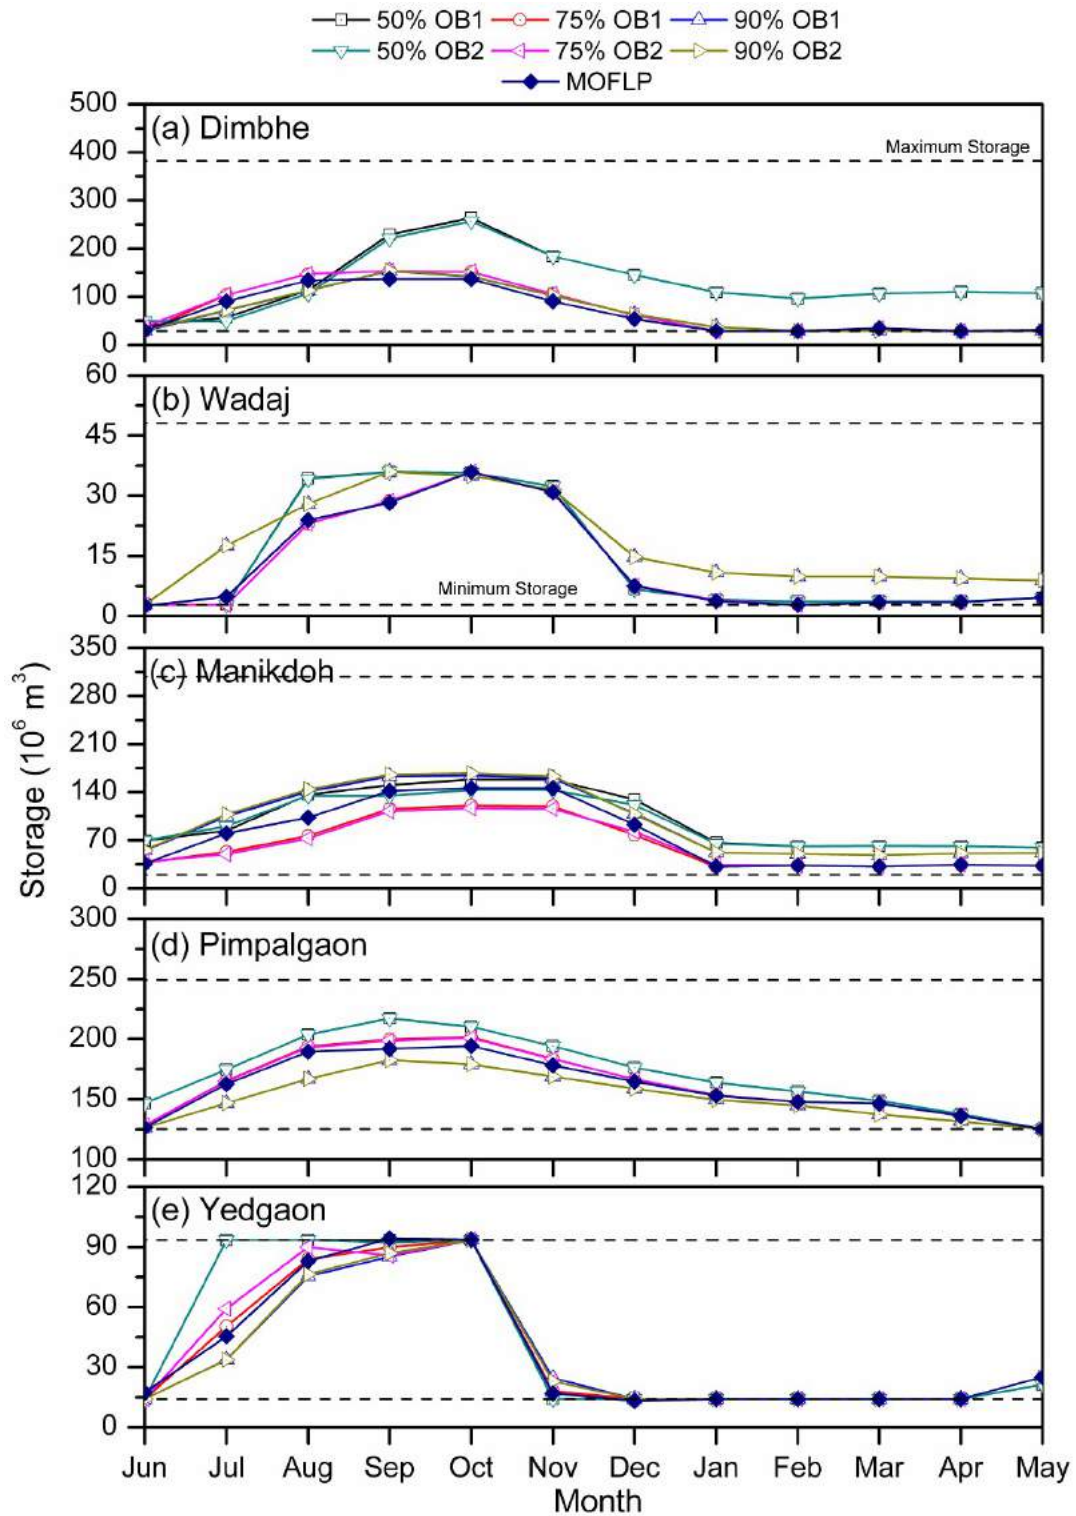 50% OB1 75% OB1 90% OB1
50% OB2 75% OB2 90% OB2
MOFLP
500
(a) Dimbhe
400
Maximum Storage
300
200
100
0
60
(b) Wadaj
45
30
15
Minimum Storage
0
350
(c) Manikdoh
280
210
140
70
0
Storage (10⁶ m³)
300
(d) Pimpalgaon
250
200
150
100
120
(e) Yedgaon
90
60
30
0
Jun Jul Aug Sep Oct Nov Dec Jan Feb Mar Apr May
Month